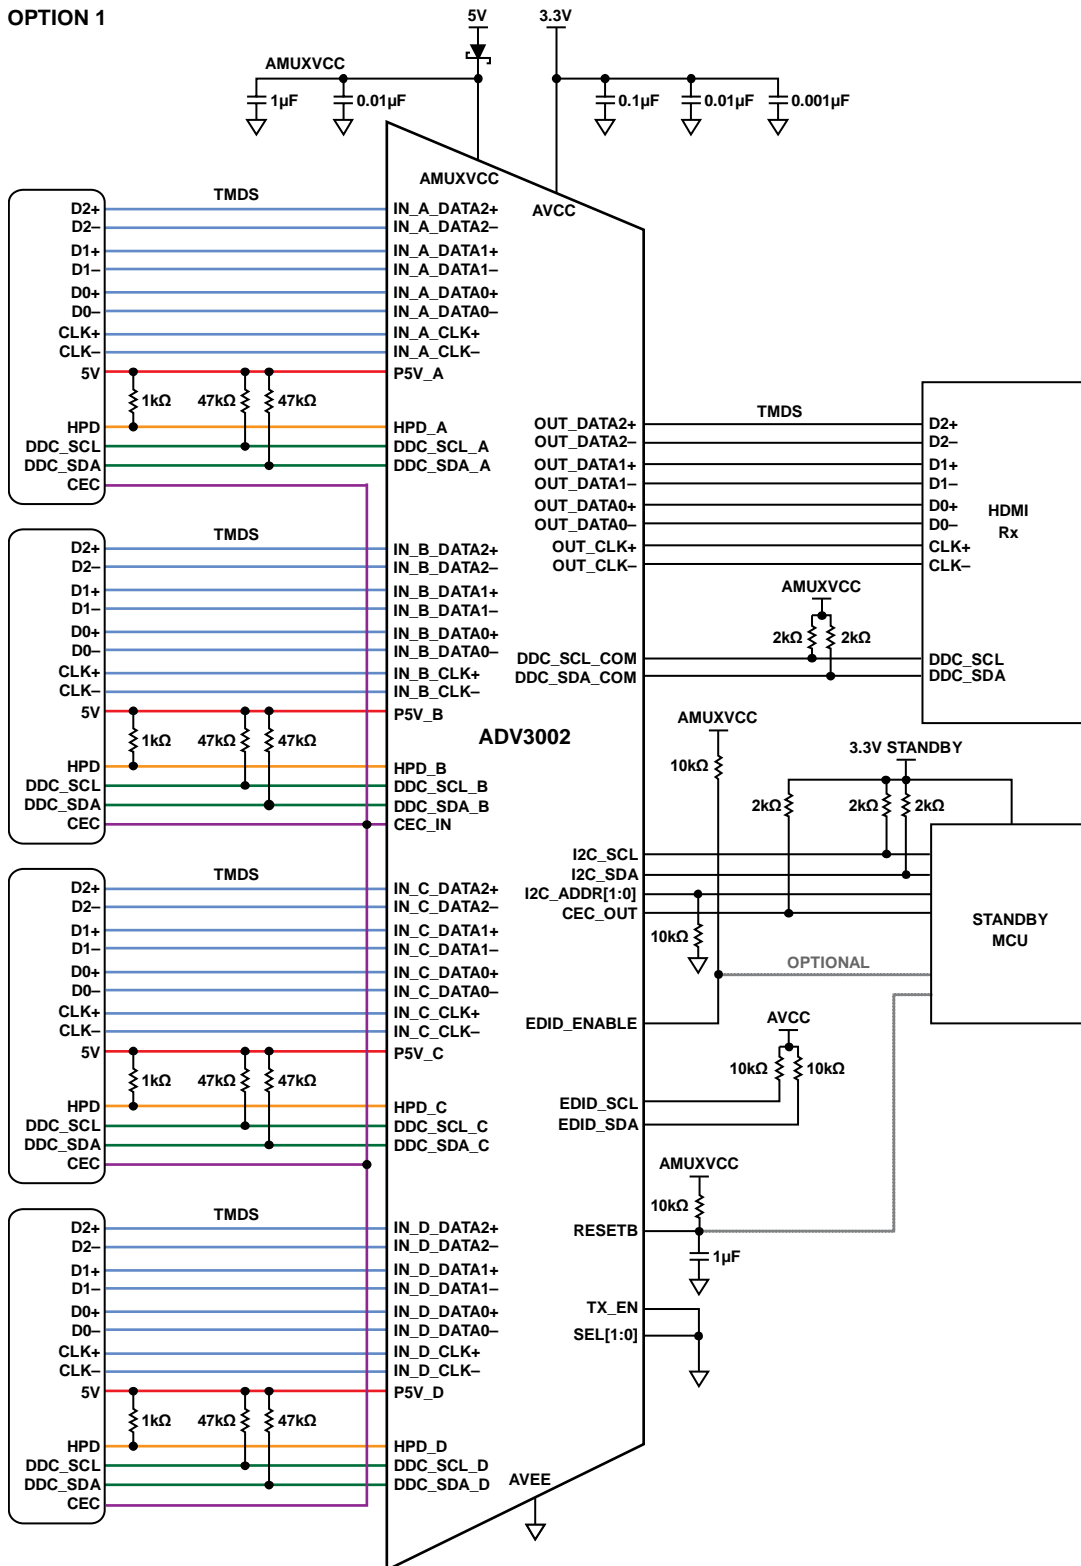 OPTION 1
5V
3.3V
AMUXVCC
1µF
0.01µF
0.1µF
0.01µF
0.001µF
AMUXVCC
AVCC
TMDS
D2+ IN_A_DATA2+
D2– IN_A_DATA2–
D1+ IN_A_DATA1+
D1– IN_A_DATA1–
D0+ IN_A_DATA0+
D0– IN_A_DATA0–
CLK+ IN_A_CLK+
CLK– IN_A_CLK–
5V P5V_A
1kΩ 47kΩ 47kΩ
HPD HPD_A
DDC_SCL DDC_SCL_A
DDC_SDA DDC_SDA_A
CEC
TMDS
D2+ IN_B_DATA2+
D2– IN_B_DATA2–
D1+ IN_B_DATA1+
D1– IN_B_DATA1–
D0+ IN_B_DATA0+
D0– IN_B_DATA0–
CLK+ IN_B_CLK+
CLK– IN_B_CLK–
5V P5V_B
1kΩ 47kΩ 47kΩ
HPD HPD_B
DDC_SCL DDC_SCL_B
DDC_SDA DDC_SDA_B
CEC CEC_IN
TMDS
D2+ IN_C_DATA2+
D2– IN_C_DATA2–
D1+ IN_C_DATA1+
D1– IN_C_DATA1–
D0+ IN_C_DATA0+
D0– IN_C_DATA0–
CLK+ IN_C_CLK+
CLK– IN_C_CLK–
5V P5V_C
1kΩ 47kΩ 47kΩ
HPD HPD_C
DDC_SCL DDC_SCL_C
DDC_SDA DDC_SDA_C
CEC
TMDS
D2+ IN_D_DATA2+
D2– IN_D_DATA2–
D1+ IN_D_DATA1+
D1– IN_D_DATA1–
D0+ IN_D_DATA0+
D0– IN_D_DATA0–
CLK+ IN_D_CLK+
CLK– IN_D_CLK–
5V P5V_D
1kΩ 47kΩ 47kΩ
HPD HPD_D
DDC_SCL DDC_SCL_D
DDC_SDA DDC_SDA_D
CEC
ADV3002
AVEE
TMDS
OUT_DATA2+ D2+
OUT_DATA2– D2–
OUT_DATA1+ D1+
OUT_DATA1– D1–
OUT_DATA0+ D0+
OUT_DATA0– D0–
OUT_CLK+ CLK+
OUT_CLK– CLK–
HDMI
Rx
AMUXVCC
2kΩ 2kΩ
DDC_SCL_COM DDC_SCL
DDC_SDA_COM DDC_SDA
AMUXVCC
10kΩ
3.3V STANDBY
2kΩ 2kΩ 2kΩ
I2C_SCL
I2C_SDA
I2C_ADDR[1:0]
CEC_OUT
10kΩ
STANDBY
MCU
OPTIONAL
EDID_ENABLE
AVCC
10kΩ 10kΩ
EDID_SCL
EDID_SDA
AMUXVCC
10kΩ
RESETB
1µF
TX_EN
SEL[1:0]